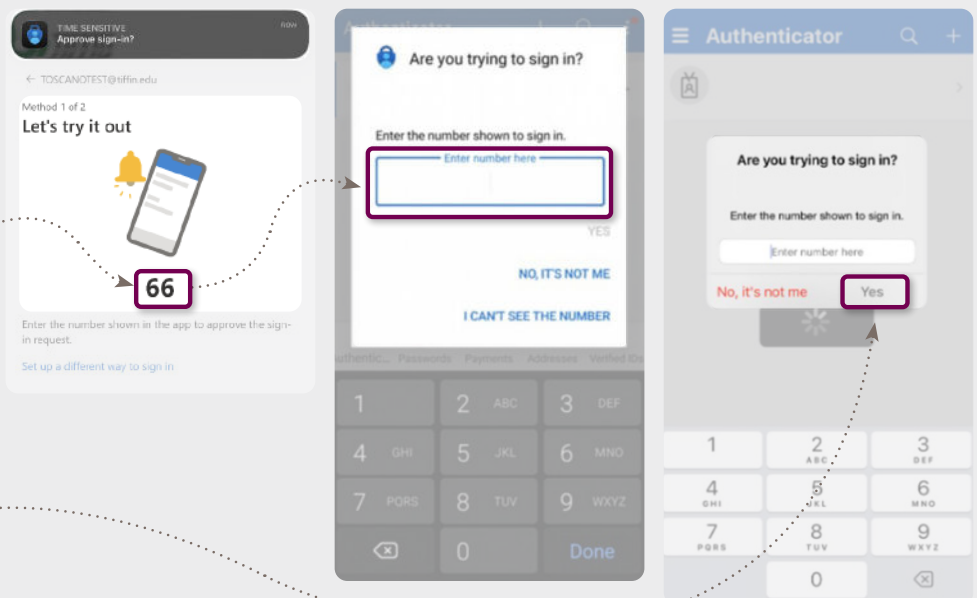 TIME SENSITIVE
now
Approve sign-in?
← TOSCANOTEST@tiffin.edu
Method 1 of 2
Let's try it out
66
Enter the number shown in the app to approve the sign-
in request.
Set up a different way to sign in
Authenticator
Are you trying to sign in?
Enter the number shown to sign in.
Enter number here
YES
NO, IT'S NOT ME
I CAN'T SEE THE NUMBER
Passwords Payments Addresses Verified IDs
1
2 ABC
3 DEF
4 GHI
5 JKL
6 MNO
7 PQRS
8 TUV
9 WXYZ
0
Done
Authenticator
Are you trying to sign in?
Enter the number shown to sign in.
Enter number here
No, it's not me
Yes
1 2 3
ABC DEF
4 5 6
GHI JKL MNO
7 8 9
PQRS TUV WXYZ
0